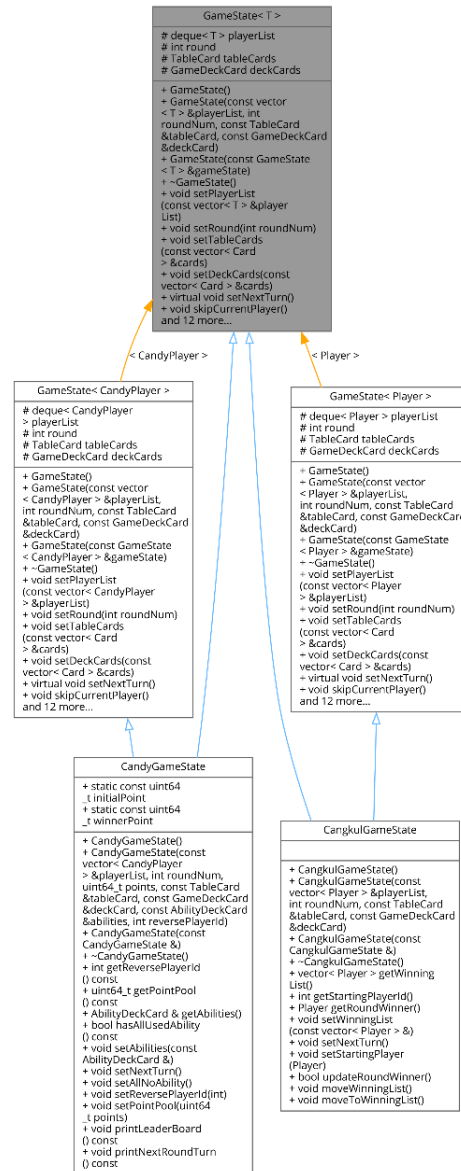 GameState< T >
# deque< T > playerList
# int round
# TableCard tableCards
# GameDeckCard deckCards
+ GameState()
+ GameState(const vector
< T > &playerList, int
roundNum, const TableCard
&tableCard, const GameDeckCard
&deckCard)
+ GameState(const GameState
< T > &gameState)
+ ~GameState()
+ void setPlayerList
(const vector< T > &player
List)
+ void setRound(int roundNum)
+ void setTableCards
(const vector< Card
> &cards)
+ void setDeckCards(const
vector< Card > &cards)
+ virtual void setNextTurn()
+ void skipCurrentPlayer()
and 12 more...
< CandyPlayer >
< Player >
GameState< CandyPlayer >
# deque< CandyPlayer
> playerList
# int round
# TableCard tableCards
# GameDeckCard deckCards
+ GameState()
+ GameState(const vector
< CandyPlayer > &playerList,
int roundNum, const TableCard
&tableCard, const GameDeckCard
&deckCard)
+ GameState(const GameState
< CandyPlayer > &gameState)
+ ~GameState()
+ void setPlayerList
(const vector< CandyPlayer
> &playerList)
+ void setRound(int roundNum)
+ void setTableCards
(const vector< Card
> &cards)
+ void setDeckCards(const
vector< Card > &cards)
+ virtual void setNextTurn()
+ void skipCurrentPlayer()
and 12 more...
GameState< Player >
# deque< Player > playerList
# int round
# TableCard tableCards
# GameDeckCard deckCards
+ GameState()
+ GameState(const vector
< Player > &playerList,
int roundNum, const TableCard
&tableCard, const GameDeckCard
&deckCard)
+ GameState(const GameState
< Player > &gameState)
+ ~GameState()
+ void setPlayerList
(const vector< Player
> &playerList)
+ void setRound(int roundNum)
+ void setTableCards
(const vector< Card
> &cards)
+ void setDeckCards(const
vector< Card > &cards)
+ virtual void setNextTurn()
+ void skipCurrentPlayer()
and 12 more...
CandyGameState
+ static const uint64
_t initialPoint
+ static const uint64
_t winnerPoint
+ CandyGameState()
+ CandyGameState(const
vector< CandyPlayer
> &playerList, int roundNum,
uint64_t points, const TableCard
&tableCard, const GameDeckCard
&deckCard, const AbilityDeckCard
&abilities, int reversePlayerId)
+ CandyGameState(const
CandyGameState &)
+ ~CandyGameState()
+ int getReversePlayerId
() const
+ uint64_t getPointPool
() const
+ AbilityDeckCard & getAbilities()
+ bool hasAllUsedAbility
() const
+ void setAbilities(const
AbilityDeckCard &)
+ void setNextTurn()
+ void setAllNoAbility()
+ void setReversePlayerId(int)
+ void setPointPool(uint64
_t points)
+ void printLeaderBoard
() const
+ void printNextRoundTurn
() const
CangkulGameState
+ CangkulGameState()
+ CangkulGameState(const
vector< Player > &playerList,
int roundNum, const TableCard
&tableCard, const GameDeckCard
&deckCard)
+ CangkulGameState(const
CangkulGameState &)
+ ~CangkulGameState()
+ vector< Player > getWinning
List()
+ int getStartingPlayerId()
+ Player getRoundWinner()
+ void setWinningList
(const vector< Player > &)
+ void setNextTurn()
+ void setStartingPlayer
(Player)
+ bool updateRoundWinner()
+ void moveWinningList()
+ void moveToWinningList()